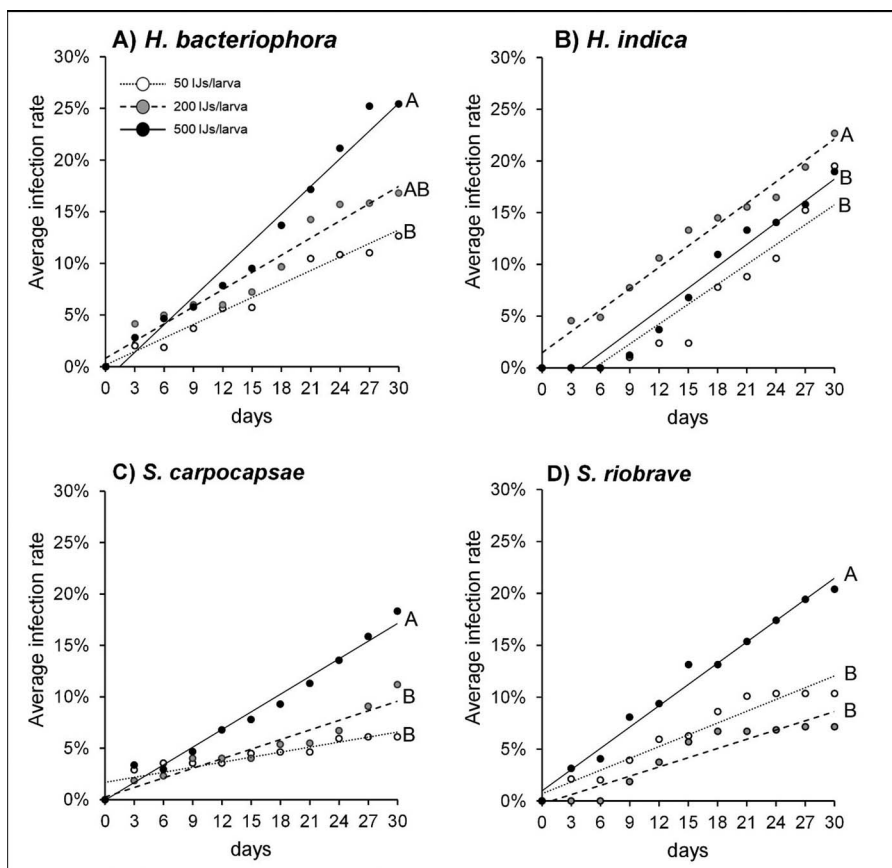 A) H. bacteriophora
30%
25%
20%
15%
10%
5%
0%
Average infection rate
50 IJs/larva
200 IJs/larva
500 IJs/larva
A
AB
B
0 3 6 9 12 15 18 21 24 27 30
days
B) H. indica
30%
25%
20%
15%
10%
5%
0%
Average infection rate
A
B
B
0 3 6 9 12 15 18 21 24 27 30
days
C) S. carpocapsae
30%
25%
20%
15%
10%
5%
0%
Average infection rate
A
B
B
0 3 6 9 12 15 18 21 24 27 30
days
D) S. riobrave
30%
25%
20%
15%
10%
5%
0%
Average infection rate
A
B
B
0 3 6 9 12 15 18 21 24 27 30
days